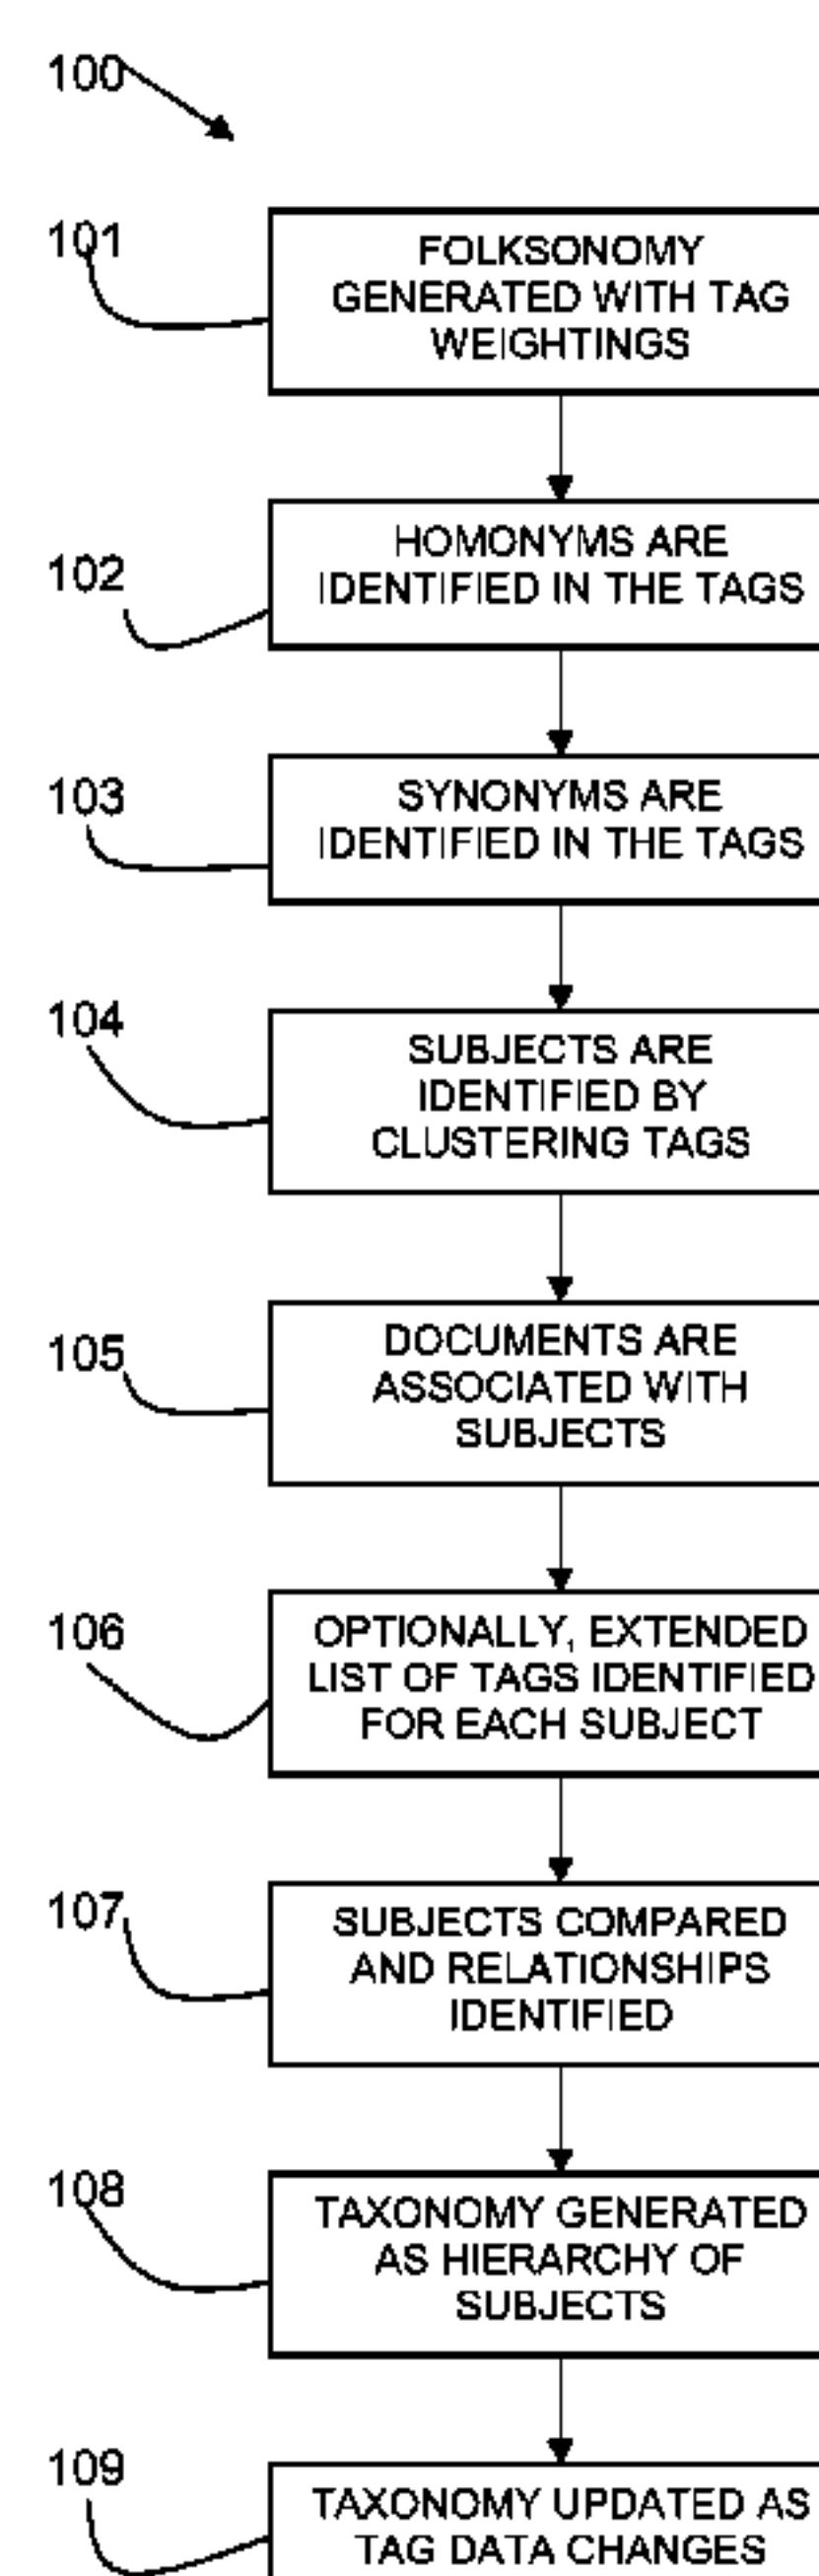 100
101
FOLKSONOMY
GENERATED WITH TAG
WEIGHTINGS
102
HOMONYMS ARE
IDENTIFIED IN THE TAGS
103
SYNONYMS ARE
IDENTIFIED IN THE TAGS
104
SUBJECTS ARE
IDENTIFIED BY
CLUSTERING TAGS
105
DOCUMENTS ARE
ASSOCIATED WITH
SUBJECTS
106
OPTIONALLY, EXTENDED
LIST OF TAGS IDENTIFIED
FOR EACH SUBJECT
107
SUBJECTS COMPARED
AND RELATIONSHIPS
IDENTIFIED
108
TAXONOMY GENERATED
AS HIERARCHY OF
SUBJECTS
109
TAXONOMY UPDATED AS
TAG DATA CHANGES